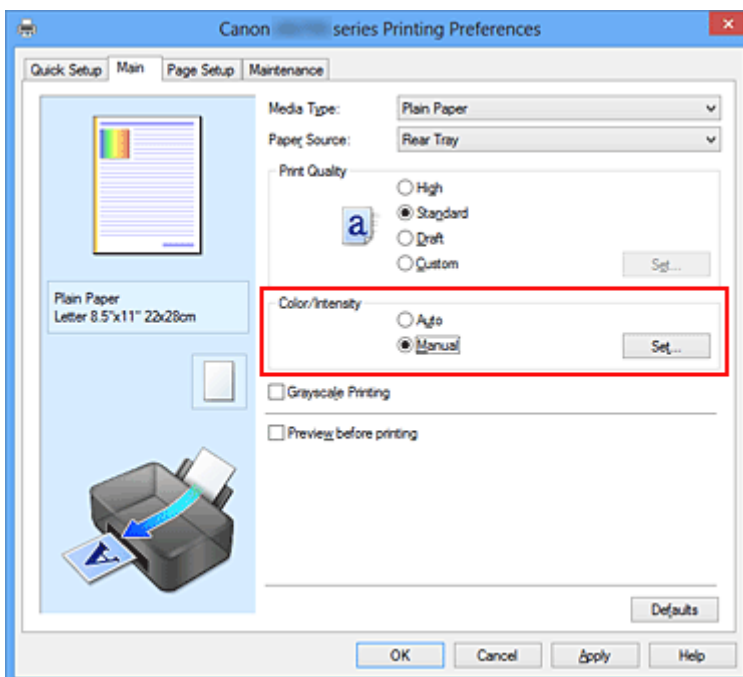 Canon series Printing Preferences
Quick Setup Main Page Setup Maintenance
Media Type: Plain Paper
Paper Source: Rear Tray
Print Quality
High
a Standard
Draft
Custom Set...
Plain Paper
Letter 8.5"x11" 22x28cm
Color/Intensity
Auto
Manual Set...
Grayscale Printing
Preview before printing
A
Defaults
OK Cancel Apply Help